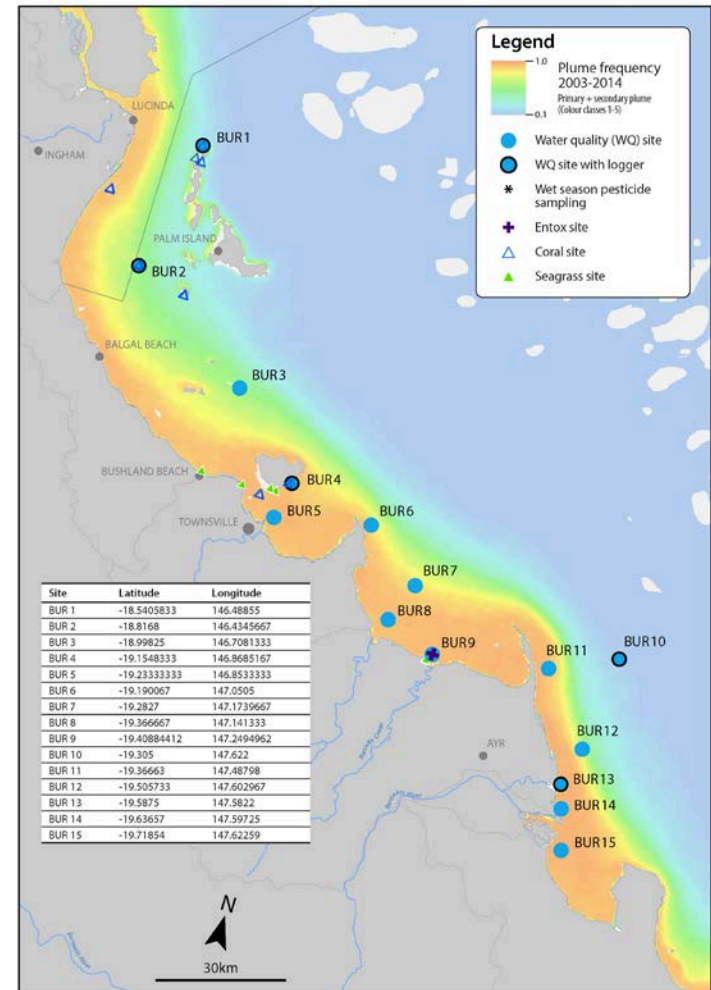 Legend
1.0
Plume frequency
2003-2014
Primary + secondary plume
(Colour classes 1-5)
0.1
Water quality (WQ) site
WQ site with logger
Wet season pesticide
sampling
Entox site
Coral site
Seagrass site
LUCINDA
INGHAM
BUR1
PALM ISLAND
BUR2
BALGAL BEACH
BUR3
BUSHLAND BEACH
BUR4
TOWNSVILLE
BUR5
BUR6
BUR7
BUR8
BUR9
BUR10
BUR11
AYR
BUR12
BUR13
BUR14
BUR15
Site Latitude Longitude
BUR 1 -18.5405833 146.48855
BUR 2 -18.8168 146.4345667
BUR 3 -18.99825 146.7081333
BUR 4 -19.1548333 146.8685167
BUR 5 -19.23333333 146.8533333
BUR 6 -19.190067 147.0505
BUR 7 -19.2827 147.1739667
BUR 8 -19.366667 147.141333
BUR 9 -19.40884412 147.2494962
BUR 10 -19.305 147.622
BUR 11 -19.36663 147.48798
BUR 12 -19.505733 147.602967
BUR 13 -19.5875 147.5822
BUR 14 -19.63657 147.59725
BUR 15 -19.71854 147.62259
N
30km